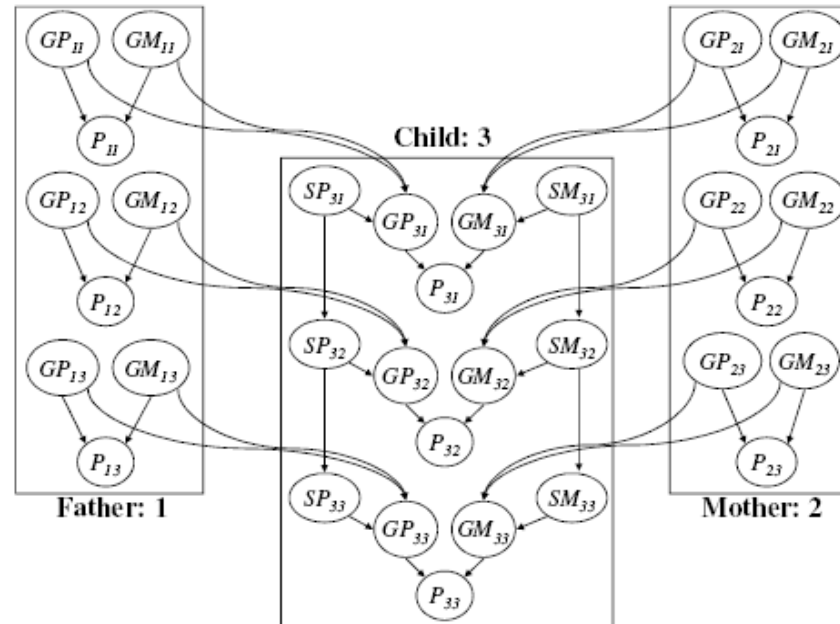 GP11 GM11 GP21 GM21
P11 Child: 3 P21
SP31 SM31
GP12 GM12 GP31 GM31 GP22 GM22
P31
P12 P22
SP32 SM32
GP13 GM13 GP32 GM32 GP23 GM23
P32
P13 P23
SP33 SM33
Father: 1 Mother: 2
GP33 GM33
P33